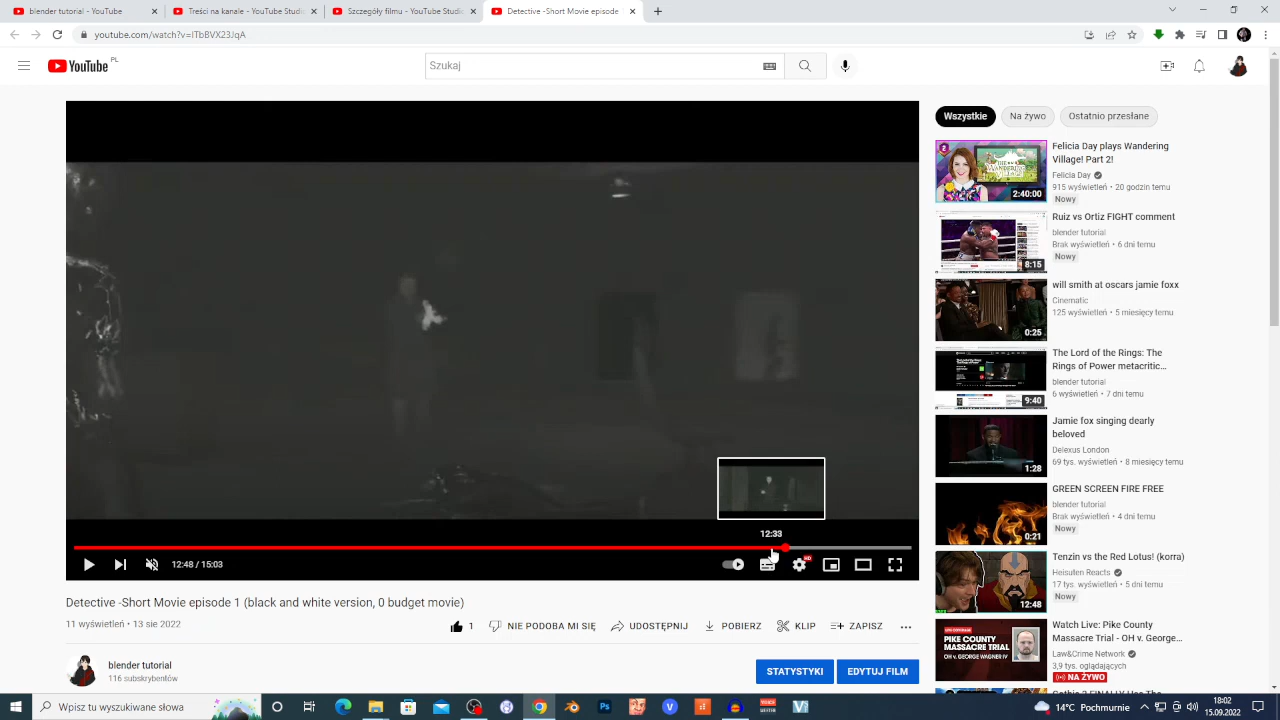 blender tutorial - YouTube
Treści na kanale - YouTube Studio
Szczegóły filmu - YouTube Studio
Detective -Short Movie episode
youtube.com/watch?v=ITbBVX23JqA
YouTube PL
Szukaj
Wszystkie
Na żywo
Ostatnio przesłane
2:40:00
Felicia Day plays Wandering
Village! Part 2!
Felicia Day
915 wyświetleń • 20 godzin temu
Nowy
8:15
Ruiz vs Ortiz FIGHT comment
blender tutorial
Brak wyświetleń • 6 dni temu
Nowy
0:25
will smith at oscars jamie foxx
Cinematic
125 wyświetleń • 5 miesięcy temu
9:40
The Lord of the Rings: The
Rings of Power metacritic...
blender tutorial
6 wyświetleń • 7 dni temu
1:28
Jamie fox singing dearly
beloved
Delexus London
69 tys. wyświetleń • 8 miesięcy temu
0:21
GREEN SCREEN FIRE FREE
blender tutorial
Brak wyświetleń • 4 dni temu
Nowy
12:48
Tenzin vs the Red Lotus! (korra)
Heisuten Reacts
17 tys. wyświetleń • 5 dni temu
Nowy
PIKE COUNTY
MASSACRE TRIAL
OH V. GEORGE WAGNER IV
Watch Live: Pike County
Massacre Trial - OH v. George...
Law&Crime Network
3,9 tys. oglądających
NA ŻYWO
12:33
12:48 / 15:03
HD
Detective -Short Movie episode 1 (black and white version, 0 budget movie)
11 wyświetleń • 13 sie 2022
1
NIE PODOBA MI SIĘ
UDOSTĘPNIJ
POBIERZ
KLIP
ZAPISZ
blender tutorial
116 subskrybentów
STATYSTYKI
EDYTUJ FILM
Wpisz tu wyszukiwane słowa
14°C Pochmurnie
18:02
15.09.2022